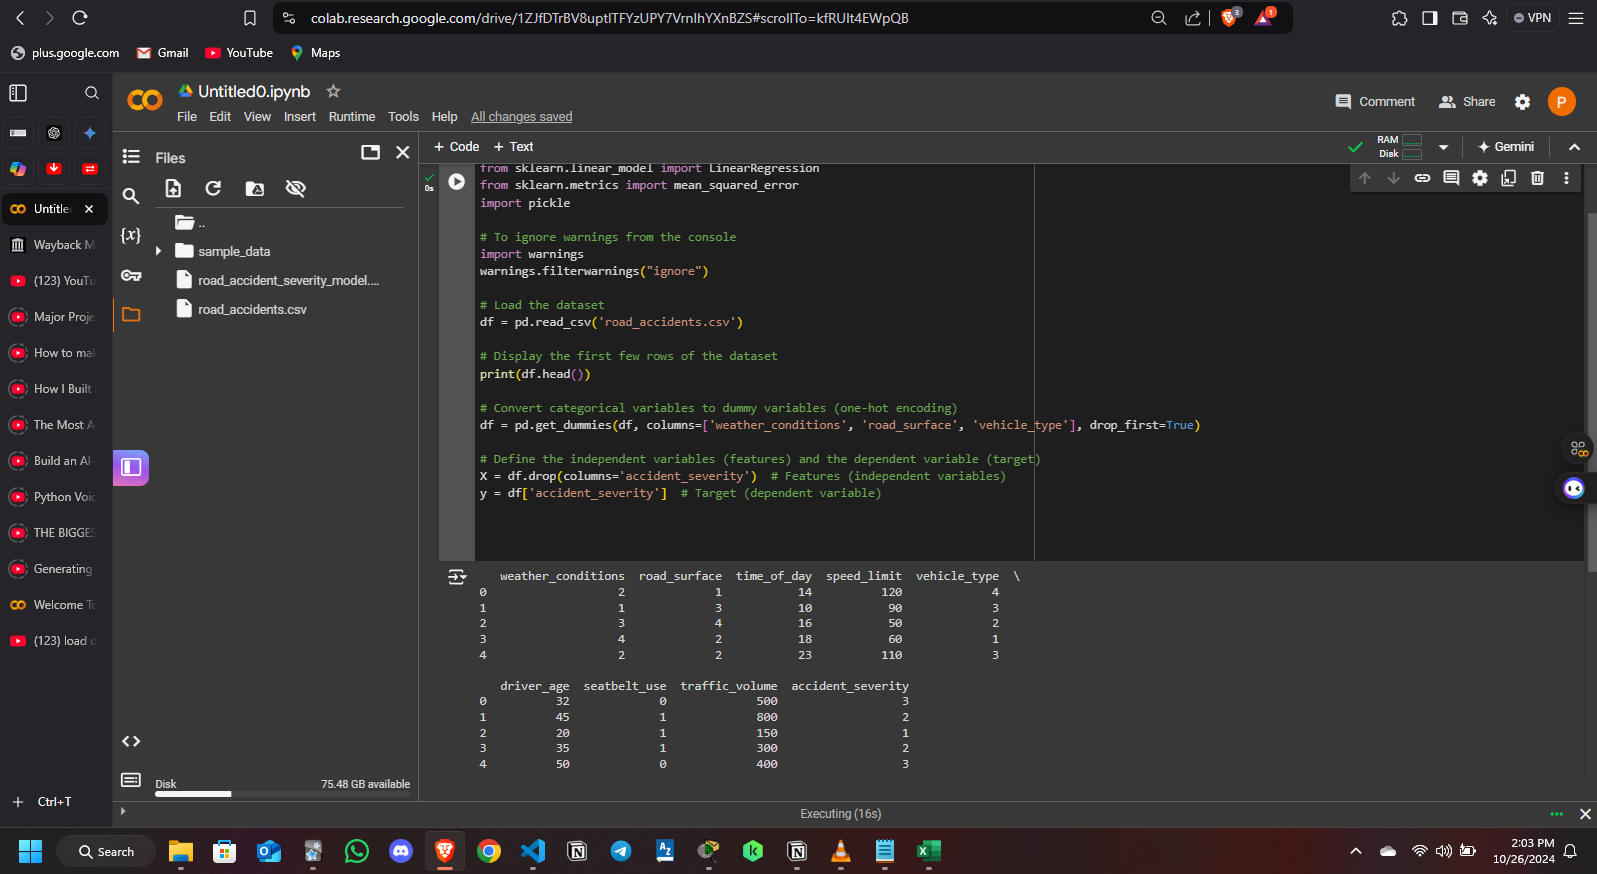 colab.research.google.com/drive/1ZJfDTrBV8uptITFYzUPY7VrnIhYXnBZS#scrollTo=kfRUIt4EWpQB
3
1
VPN
plus.google.com
Gmail
YouTube
Maps
Untitled0.ipynb
File Edit View Insert Runtime Tools Help All changes saved
Comment
Share
P
Files
+ Code + Text
RAM
Disk
Gemini
Untitle
Wayback M
(123) YouTu
Major Proje
How to mak
How I Built
The Most A
Build an AI-
Python Voic
THE BIGGES
Generating
Welcome To
(123) load d
Ctrl+T
{x}
..
sample_data
road_accident_severity_model....
road_accidents.csv
Disk 75.48 GB available
0s
from sklearn.linear_model import LinearRegression
from sklearn.metrics import mean_squared_error
import pickle
# To ignore warnings from the console
import warnings
warnings.filterwarnings("ignore")
# Load the dataset
df = pd.read_csv('road_accidents.csv')
# Display the first few rows of the dataset
print(df.head())
# Convert categorical variables to dummy variables (one-hot encoding)
df = pd.get_dummies(df, columns=['weather_conditions', 'road_surface', 'vehicle_type'], drop_first=True)
# Define the independent variables (features) and the dependent variable (target)
X = df.drop(columns='accident_severity')  # Features (independent variables)
y = df['accident_severity']  # Target (dependent variable)
weather_conditions road_surface time_of_day speed_limit vehicle_type \
0 2 1 14 120 4
1 1 3 10 90 3
2 3 4 16 50 2
3 4 2 18 60 1
4 2 2 23 110 3
driver_age seatbelt_use traffic_volume accident_severity
0 32 0 500 3
1 45 1 800 2
2 20 1 150 1
3 35 1 300 2
4 50 0 400 3
Executing (16s)
Search
2:03 PM
10/26/2024